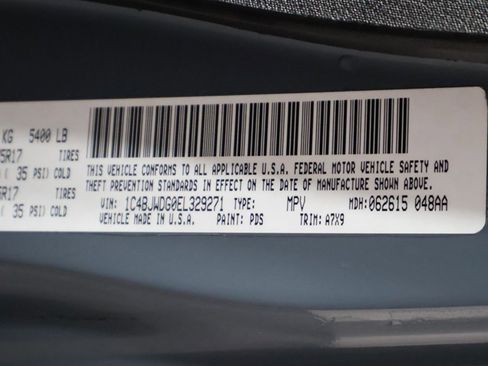 KG 5400 LB
5R17 TIRES
( 35 PSI) COLD
5R17 TIRES
( 35 PSI) COLD
THIS VEHICLE CONFORMS TO ALL APPLICABLE U.S.A. FEDERAL MOTOR VEHICLE SAFETY AND
THEFT PREVENTION STANDARDS IN EFFECT ON THE DATE OF MANUFACTURE SHOWN ABOVE.
VIN: 1C4BJWDG0EL329271 TYPE: MPV MDH: 062615 048AA
VEHICLE MADE IN U.S.A. PAINT: PDS TRIM: A7X9